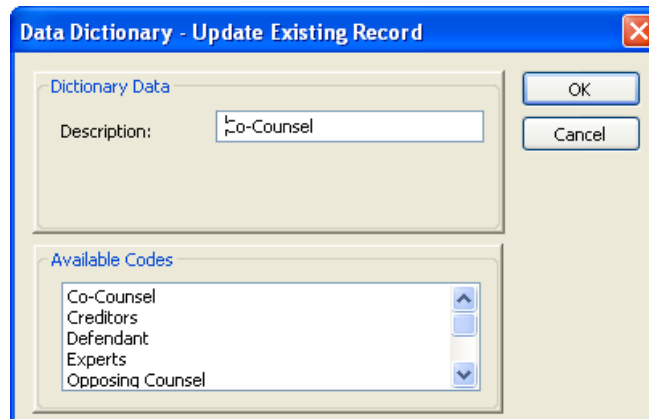 Data Dictionary - Update Existing Record
Dictionary Data
OK
Description:
Co-Counsel
Cancel
Available Codes
Co-Counsel
Creditors
Defendant
Experts
Opposing Counsel